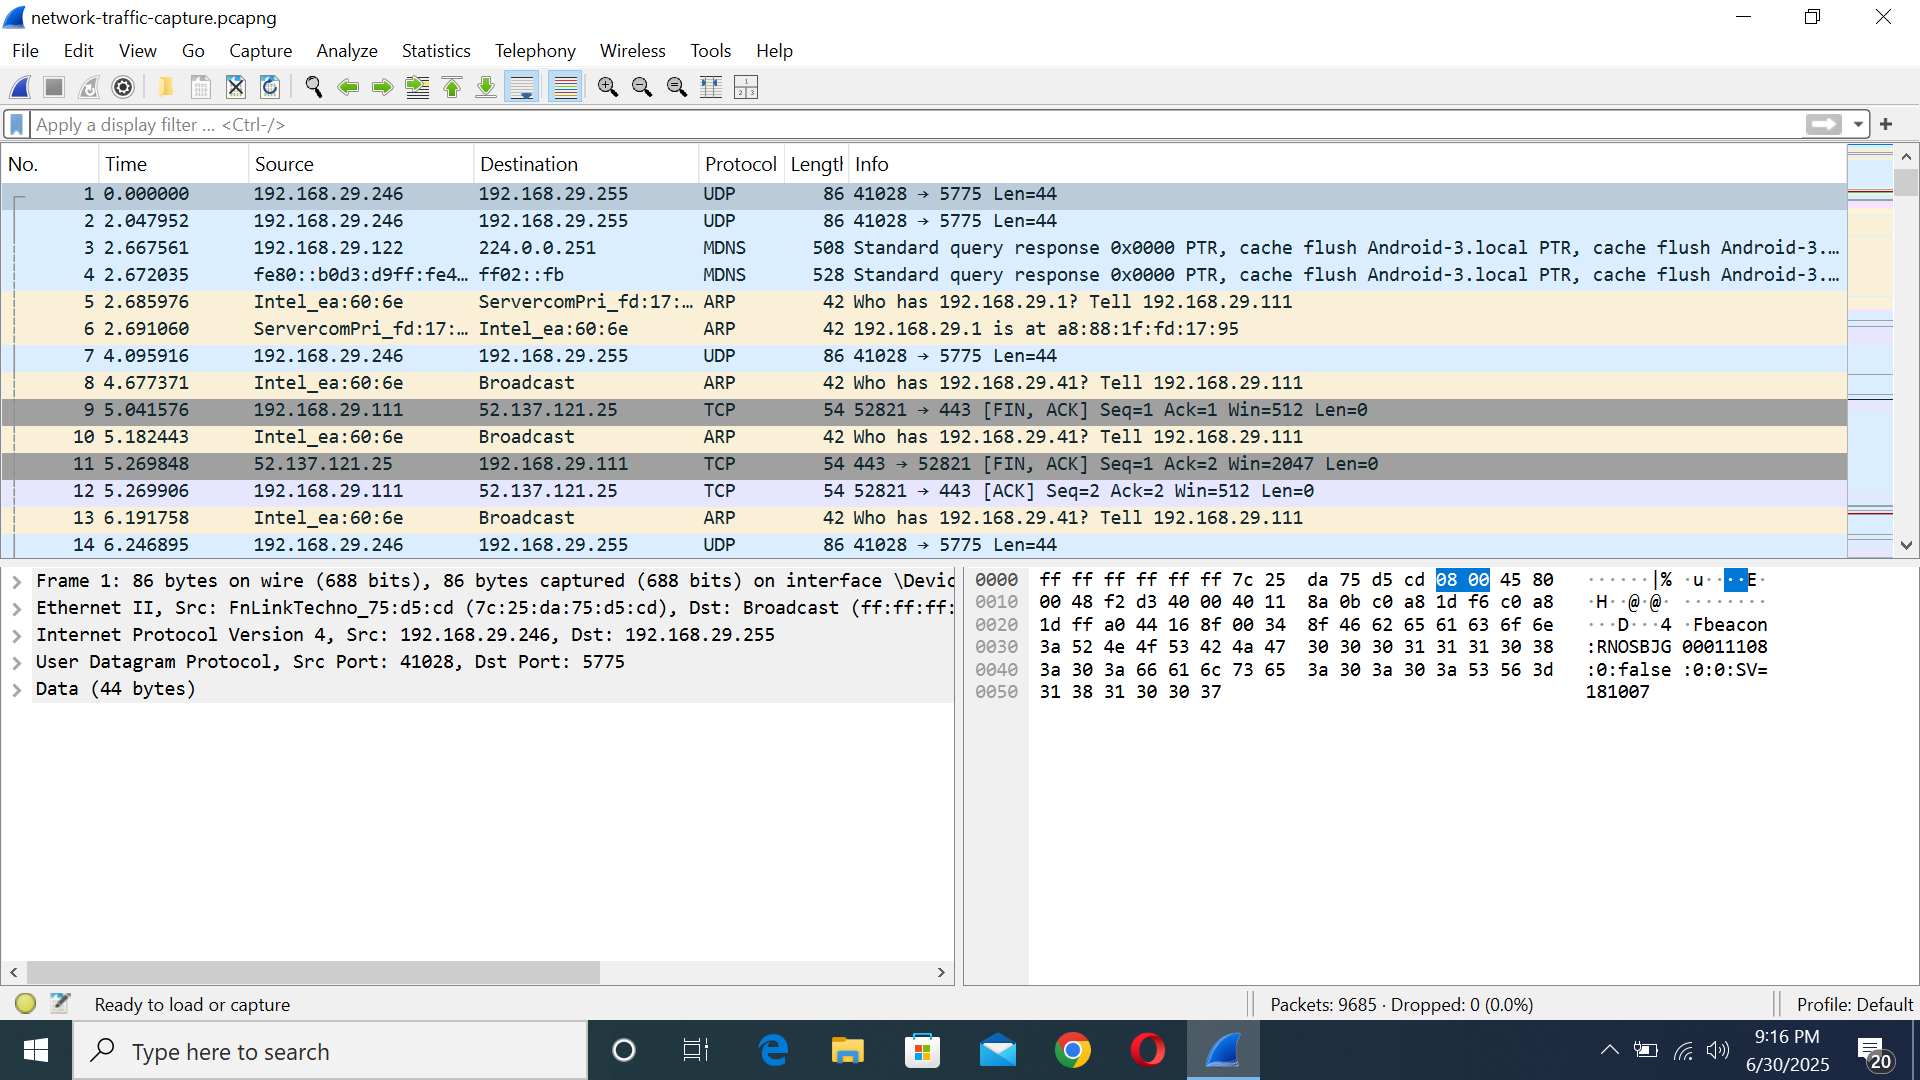 network-traffic-capture.pcapng
File Edit View Go Capture Analyze Statistics Telephony Wireless Tools Help
Apply a display filter ... <Ctrl-/>
No. Time Source Destination Protocol Length Info
1 0.000000 192.168.29.246 192.168.29.255 UDP 86 41028 → 5775 Len=44
2 2.047952 192.168.29.246 192.168.29.255 UDP 86 41028 → 5775 Len=44
3 2.667561 192.168.29.122 224.0.0.251 MDNS 508 Standard query response 0x0000 PTR, cache flush Android-3.local PTR, cache flush Android-3.…
4 2.672035 fe80::b0d3:d9ff:fe4… ff02::fb MDNS 528 Standard query response 0x0000 PTR, cache flush Android-3.local PTR, cache flush Android-3.…
5 2.685976 Intel_ea:60:6e ServercomPri_fd:17:… ARP 42 Who has 192.168.29.1? Tell 192.168.29.111
6 2.691060 ServercomPri_fd:17:… Intel_ea:60:6e ARP 42 192.168.29.1 is at a8:88:1f:fd:17:95
7 4.095916 192.168.29.246 192.168.29.255 UDP 86 41028 → 5775 Len=44
8 4.677371 Intel_ea:60:6e Broadcast ARP 42 Who has 192.168.29.41? Tell 192.168.29.111
9 5.041576 192.168.29.111 52.137.121.25 TCP 54 52821 → 443 [FIN, ACK] Seq=1 Ack=1 Win=512 Len=0
10 5.182443 Intel_ea:60:6e Broadcast ARP 42 Who has 192.168.29.41? Tell 192.168.29.111
11 5.269848 52.137.121.25 192.168.29.111 TCP 54 443 → 52821 [FIN, ACK] Seq=1 Ack=2 Win=2047 Len=0
12 5.269906 192.168.29.111 52.137.121.25 TCP 54 52821 → 443 [ACK] Seq=2 Ack=2 Win=512 Len=0
13 6.191758 Intel_ea:60:6e Broadcast ARP 42 Who has 192.168.29.41? Tell 192.168.29.111
14 6.246895 192.168.29.246 192.168.29.255 UDP 86 41028 → 5775 Len=44
Frame 1: 86 bytes on wire (688 bits), 86 bytes captured (688 bits) on interface \Devic
Ethernet II, Src: FnLinkTechno_75:d5:cd (7c:25:da:75:d5:cd), Dst: Broadcast (ff:ff:ff:
Internet Protocol Version 4, Src: 192.168.29.246, Dst: 192.168.29.255
User Datagram Protocol, Src Port: 41028, Dst Port: 5775
Data (44 bytes)
0000 ff ff ff ff ff ff 7c 25 da 75 d5 cd 08 00 45 80 ······|% ·u····E·
0010 00 48 f2 d3 40 00 40 11 8a 0b c0 a8 1d f6 c0 a8 ·H··@·@· ········
0020 1d ff a0 44 16 8f 00 34 8f 46 62 65 61 63 6f 6e ···D···4 ·Fbeacon
0030 3a 52 4e 4f 53 42 4a 47 30 30 30 31 31 31 30 38 :RNOSBJG 00011108
0040 3a 30 3a 66 61 6c 73 65 3a 30 3a 30 3a 53 56 3d :0:false :0:0:SV=
0050 31 38 31 30 30 37 181007
Ready to load or capture
Packets: 9685 · Dropped: 0 (0.0%)
Profile: Default
Type here to search
9:16 PM
6/30/2025
20